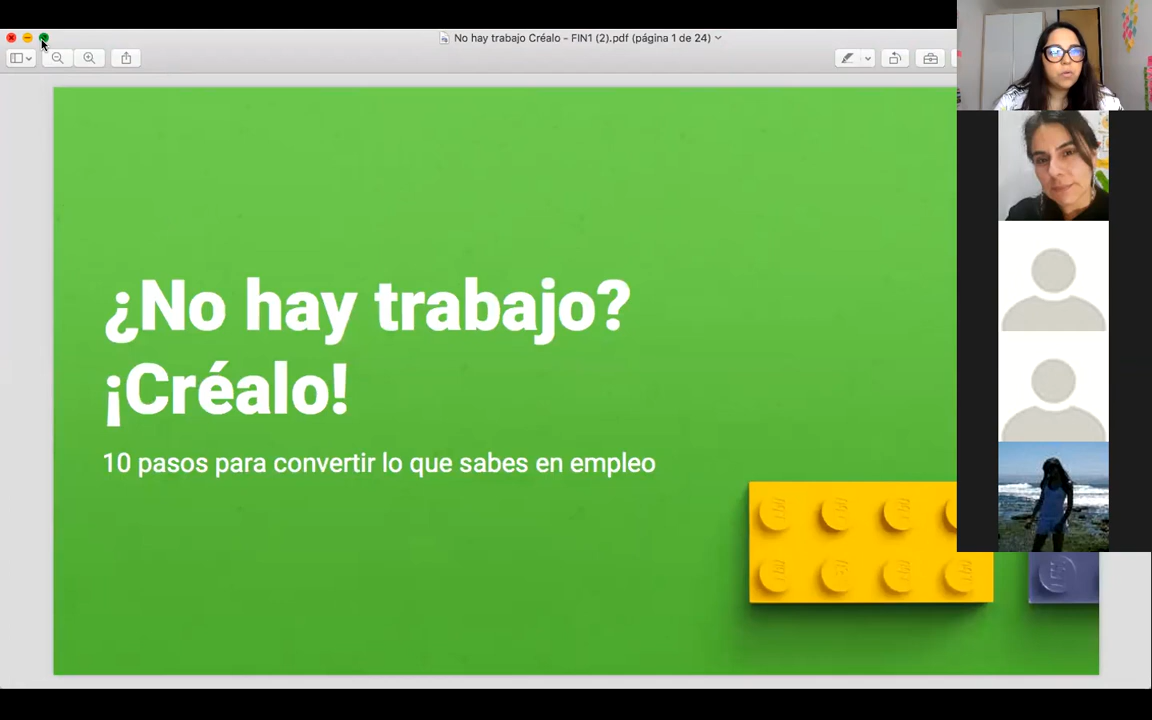 No hay trabajo Créalo - FIN1 (2).pdf (página 1 de 24)
¿No hay trabajo?
¡Créalo!
10 pasos para convertir lo que sabes en empleo